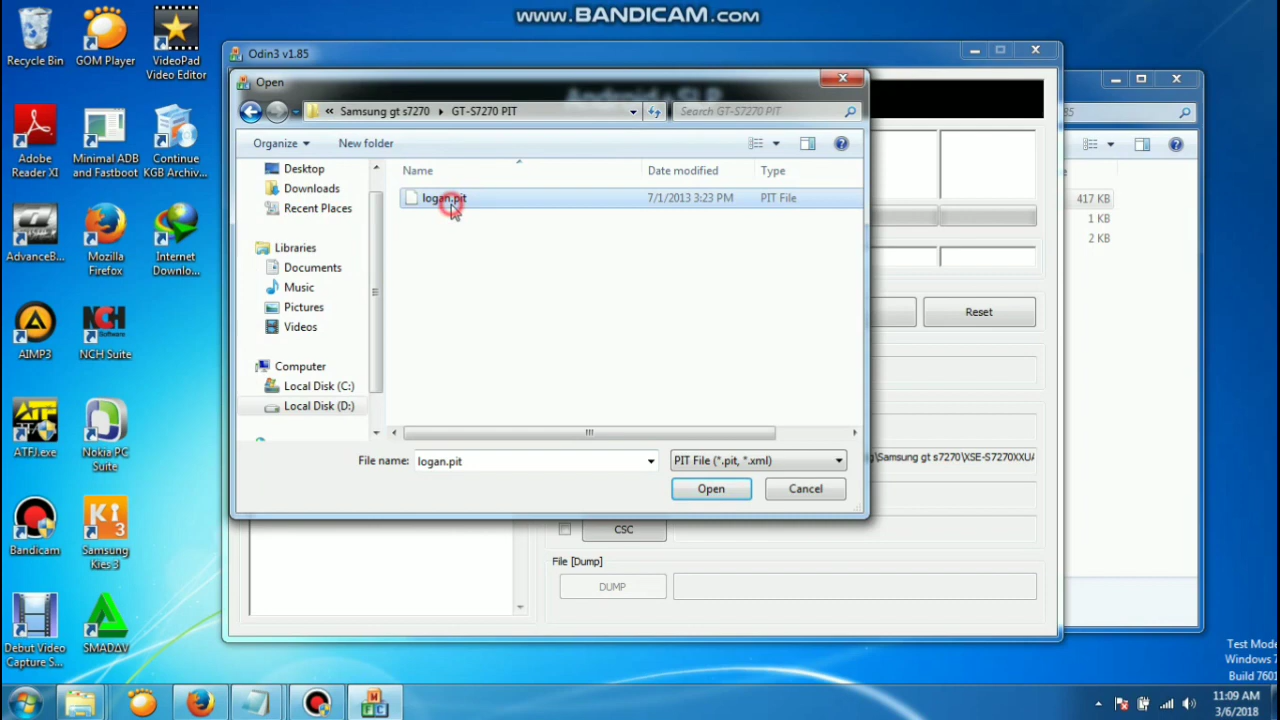 www.BANDICAM.com
Recycle Bin
GOM Player
VideoPad
Video Editor
Adobe
Reader XI
Minimal ADB
and Fastboot
Continue
KGB Archiv...
AdvanceB...
Mozilla
Firefox
Internet
Downlo...
AIMP3
NCH Suite
ATFJ.exe
Nokia PC
Suite
Bandicam
Samsung
Kies 3
Debut Video
Capture S...
SMADΔV
Odin3 v1.85
Open
« Samsung gt s7270 ▸ GT-S7270 PIT
Search GT-S7270 PIT
Organize
New folder
Name
Date modified
Type
Desktop
Downloads
Recent Places
Libraries
Documents
Music
Pictures
Videos
Computer
Local Disk (C:)
Local Disk (D:)
logan.pit
7/1/2013 3:23 PM
PIT File
File name:
logan.pit
PIT File (*.pit, *.xml)
Open
Cancel
Reset
g\Samsung gt s7270\XSE-S7270XXUA
CSC
File [Dump]
DUMP
85
417 KB
1 KB
2 KB
Test Mode
Windows 7
Build 7601
11:09 AM
3/6/2018